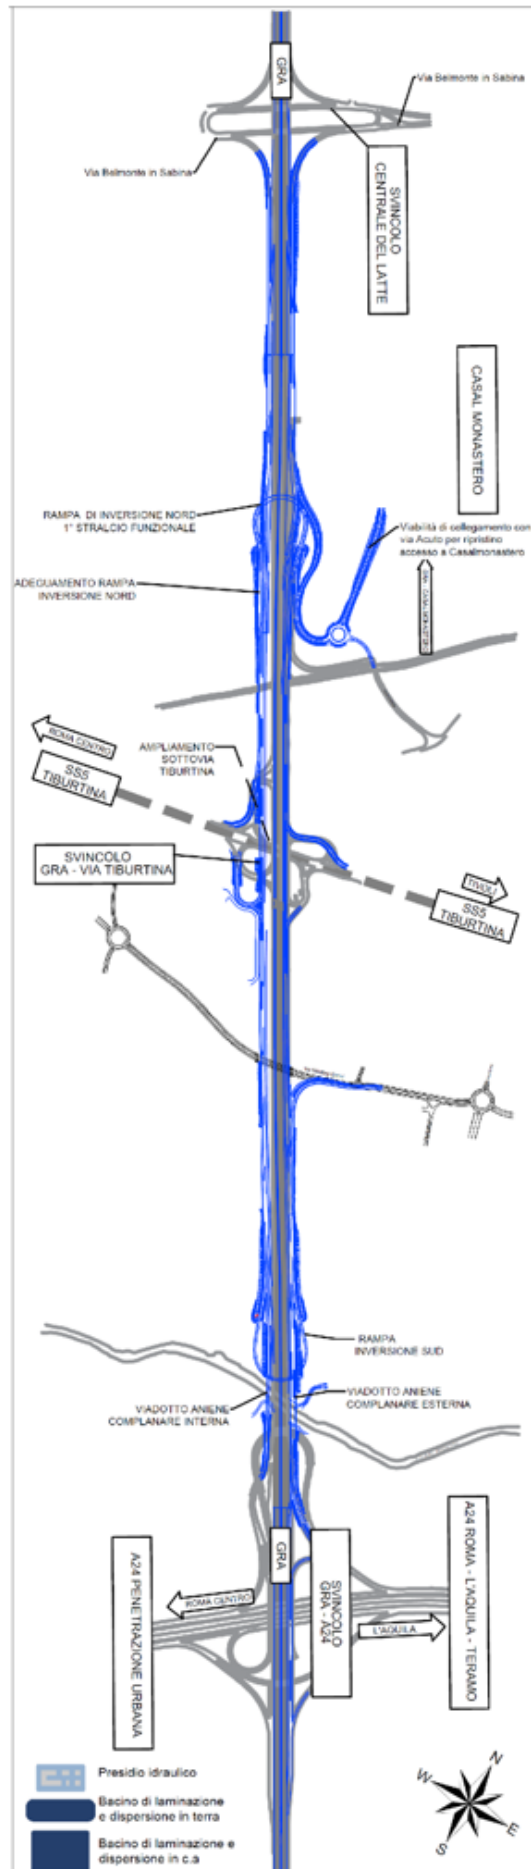 GRA
Via Belmonte in Sabina
Via Belmonte in Sabina
SVINCOLO
CENTRALE DEL LATTE
CASAL MONASTERO
RAMPA DI INVERSIONE NORD
1° STRALCIO FUNZIONALE
Viabilità di collegamento con
via Acuto per ripristino
accesso a Casalmonastero
ADEGUAMENTO RAMPA
INVERSIONE NORD
GRA - CASAL MONASTERO
ROMA CENTRO
AMPLIAMENTO
SOTTOVIA
TIBURTINA
SS5
TIBURTINA
SVINCOLO
GRA - VIA TIBURTINA
TIVOLI
SS5
TIBURTINA
RAMPA
INVERSIONE SUD
VIADOTTO ANIENE
COMPLANARE INTERNA
VIADOTTO ANIENE
COMPLANARE ESTERNA
GRA
A24 PENETRAZIONE URBANA
ROMA CENTRO
SVINCOLO
GRA - A24
L'AQUILA
A24 ROMA - L'AQUILA - TERAMO
Presidio idraulico
Bacino di laminazione
e dispersione in terra
Bacino di laminazione e
dispersione in c.a
N
W
E
S